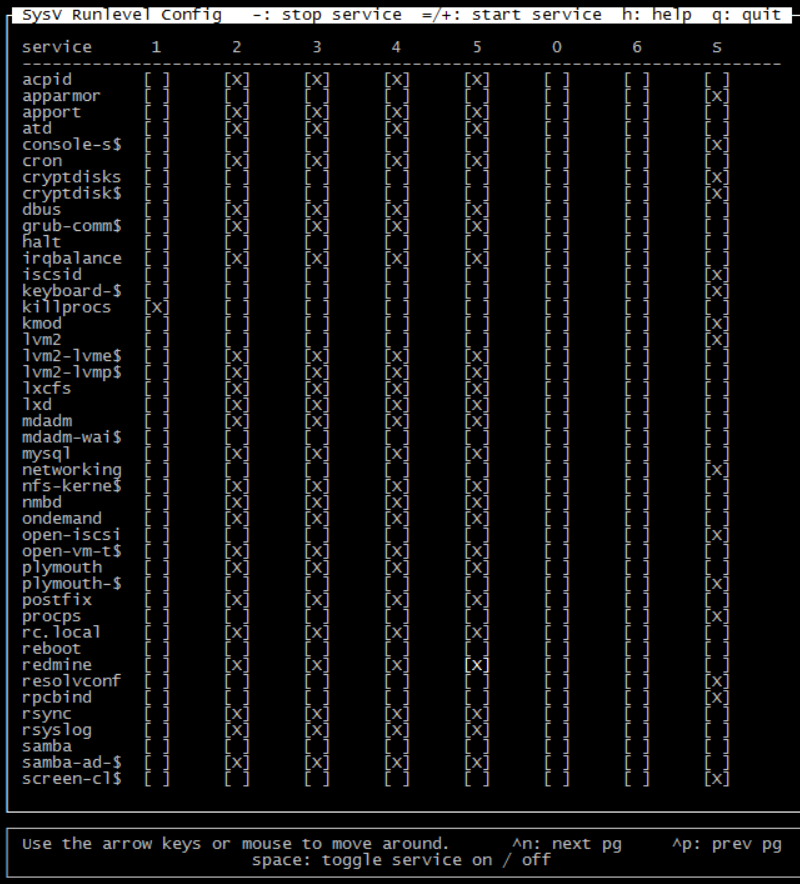 SysV Runlevel Config   -: stop service  =/+: start service  h: help  q: quit
service      1       2       3       4       5       0       6       S
----------------------------------------------------------------------------
acpid       [ ]     [x]     [x]     [x]     [x]     [ ]     [ ]     [ ]
apparmor    [ ]     [ ]     [ ]     [ ]     [ ]     [ ]     [ ]     [x]
apport      [ ]     [x]     [x]     [x]     [x]     [ ]     [ ]     [ ]
atd         [ ]     [x]     [x]     [x]     [x]     [ ]     [ ]     [ ]
console-s$  [ ]     [ ]     [ ]     [ ]     [ ]     [ ]     [ ]     [x]
cron        [ ]     [x]     [x]     [x]     [x]     [ ]     [ ]     [ ]
cryptdisks  [ ]     [ ]     [ ]     [ ]     [ ]     [ ]     [ ]     [x]
cryptdisk$  [ ]     [ ]     [ ]     [ ]     [ ]     [ ]     [ ]     [x]
dbus        [ ]     [x]     [x]     [x]     [x]     [ ]     [ ]     [ ]
grub-comm$  [ ]     [x]     [x]     [x]     [x]     [ ]     [ ]     [ ]
halt        [ ]     [ ]     [ ]     [ ]     [ ]     [ ]     [ ]     [ ]
irqbalance  [ ]     [x]     [x]     [x]     [x]     [ ]     [ ]     [ ]
iscsid      [ ]     [ ]     [ ]     [ ]     [ ]     [ ]     [ ]     [x]
keyboard-$  [ ]     [ ]     [ ]     [ ]     [ ]     [ ]     [ ]     [x]
killprocs   [x]     [ ]     [ ]     [ ]     [ ]     [ ]     [ ]     [ ]
kmod        [ ]     [ ]     [ ]     [ ]     [ ]     [ ]     [ ]     [x]
lvm2        [ ]     [ ]     [ ]     [ ]     [ ]     [ ]     [ ]     [x]
lvm2-lvme$  [ ]     [x]     [x]     [x]     [x]     [ ]     [ ]     [ ]
lvm2-lvmp$  [ ]     [x]     [x]     [x]     [x]     [ ]     [ ]     [ ]
lxcfs       [ ]     [x]     [x]     [x]     [x]     [ ]     [ ]     [ ]
lxd         [ ]     [x]     [x]     [x]     [x]     [ ]     [ ]     [ ]
mdadm       [ ]     [x]     [x]     [x]     [x]     [ ]     [ ]     [ ]
mdadm-wai$  [ ]     [ ]     [ ]     [ ]     [ ]     [ ]     [ ]     [ ]
mysql       [ ]     [x]     [x]     [x]     [x]     [ ]     [ ]     [ ]
networking  [ ]     [ ]     [ ]     [ ]     [ ]     [ ]     [ ]     [x]
nfs-kerne$  [ ]     [x]     [x]     [x]     [x]     [ ]     [ ]     [ ]
nmbd        [ ]     [x]     [x]     [x]     [x]     [ ]     [ ]     [ ]
ondemand    [ ]     [x]     [x]     [x]     [x]     [ ]     [ ]     [ ]
open-iscsi  [ ]     [ ]     [ ]     [ ]     [ ]     [ ]     [ ]     [x]
open-vm-t$  [ ]     [x]     [x]     [x]     [x]     [ ]     [ ]     [ ]
plymouth    [ ]     [x]     [x]     [x]     [x]     [ ]     [ ]     [ ]
plymouth-$  [ ]     [ ]     [ ]     [ ]     [ ]     [ ]     [ ]     [x]
postfix     [ ]     [x]     [x]     [x]     [x]     [ ]     [ ]     [ ]
procps      [ ]     [ ]     [ ]     [ ]     [ ]     [ ]     [ ]     [x]
rc.local    [ ]     [x]     [x]     [x]     [x]     [ ]     [ ]     [ ]
reboot      [ ]     [ ]     [ ]     [ ]     [ ]     [ ]     [ ]     [ ]
redmine     [ ]     [x]     [x]     [x]     [x]     [ ]     [ ]     [ ]
resolvconf  [ ]     [ ]     [ ]     [ ]     [ ]     [ ]     [ ]     [x]
rpcbind     [ ]     [ ]     [ ]     [ ]     [ ]     [ ]     [ ]     [x]
rsync       [ ]     [x]     [x]     [x]     [x]     [ ]     [ ]     [ ]
rsyslog     [ ]     [x]     [x]     [x]     [x]     [ ]     [ ]     [ ]
samba       [ ]     [ ]     [ ]     [ ]     [ ]     [ ]     [ ]     [ ]
samba-ad-$  [ ]     [x]     [x]     [x]     [x]     [ ]     [ ]     [ ]
screen-cl$  [ ]     [ ]     [ ]     [ ]     [ ]     [ ]     [ ]     [x]
Use the arrow keys or mouse to move around.      ^n: next pg     ^p: prev pg
space: toggle service on / off